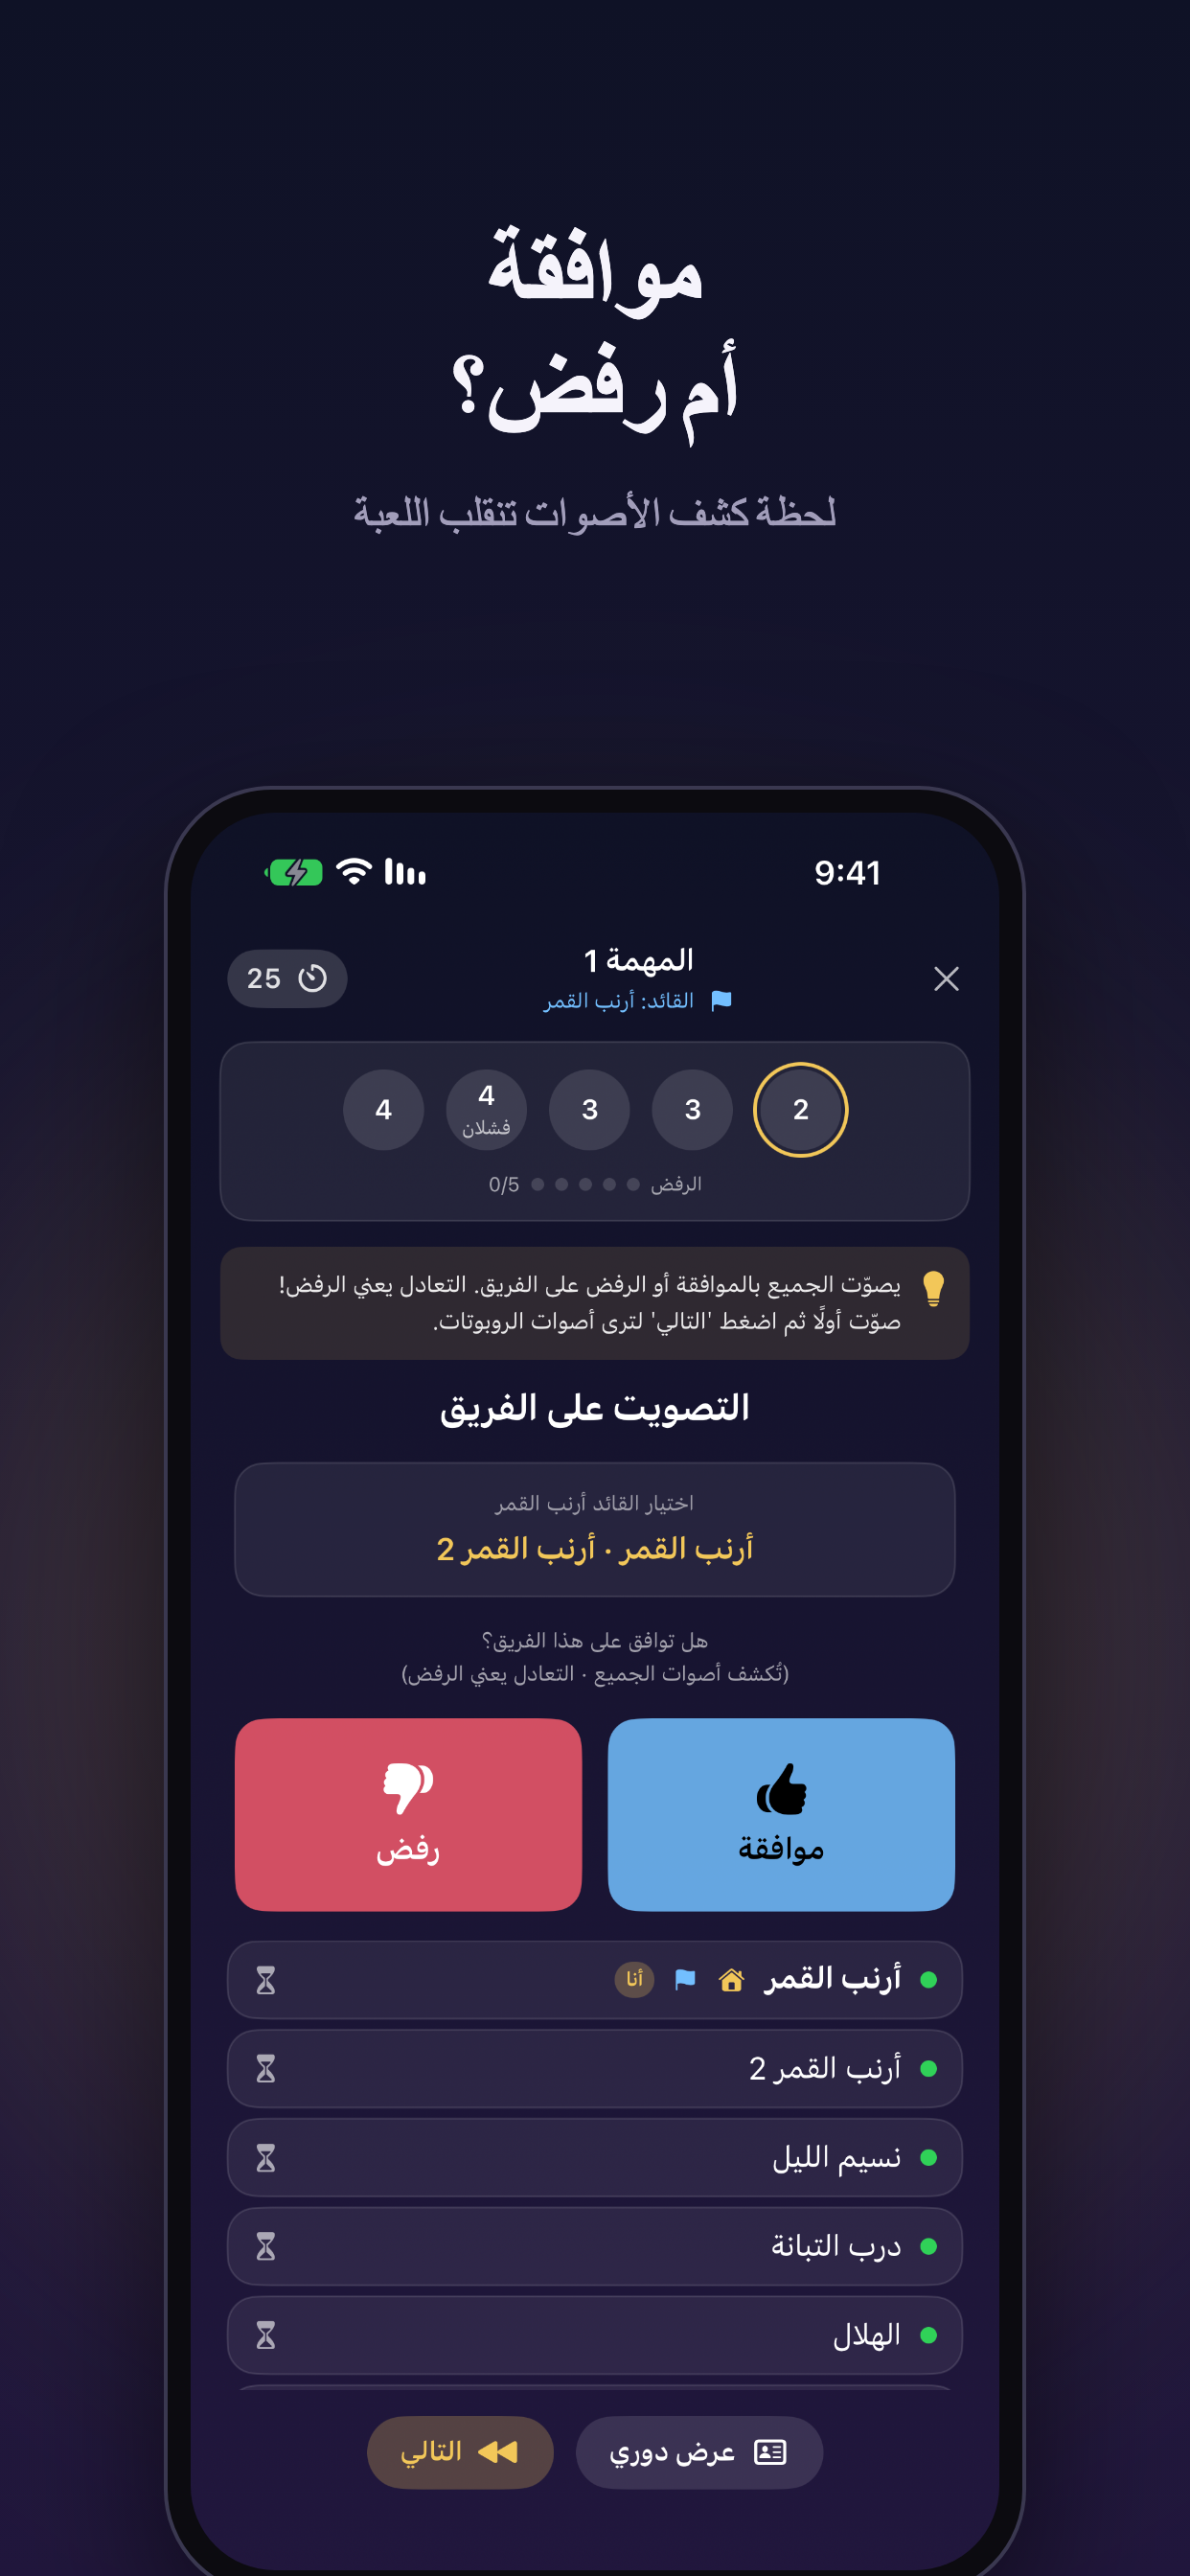 موافقة
أم رفض؟
لحظة كشف الأصوات تنقلب اللعبة
9:41
المهمة 1
25
القائد: أرنب القمر
2
3
3
4
فشلان
4
الرفض 0/5
يصوّت الجميع بالموافقة أو الرفض على الفريق. التعادل يعني الرفض!
صوّت أولًا ثم اضغط 'التالي' لترى أصوات الروبوتات.
التصويت على الفريق
اختيار القائد أرنب القمر
أرنب القمر · أرنب القمر 2
هل توافق على هذا الفريق؟
(تُكشف أصوات الجميع · التعادل يعني الرفض)
موافقة
رفض
أرنب القمر أنا
أرنب القمر 2
نسيم الليل
درب التبانة
الهلال
عرض دوري
التالي